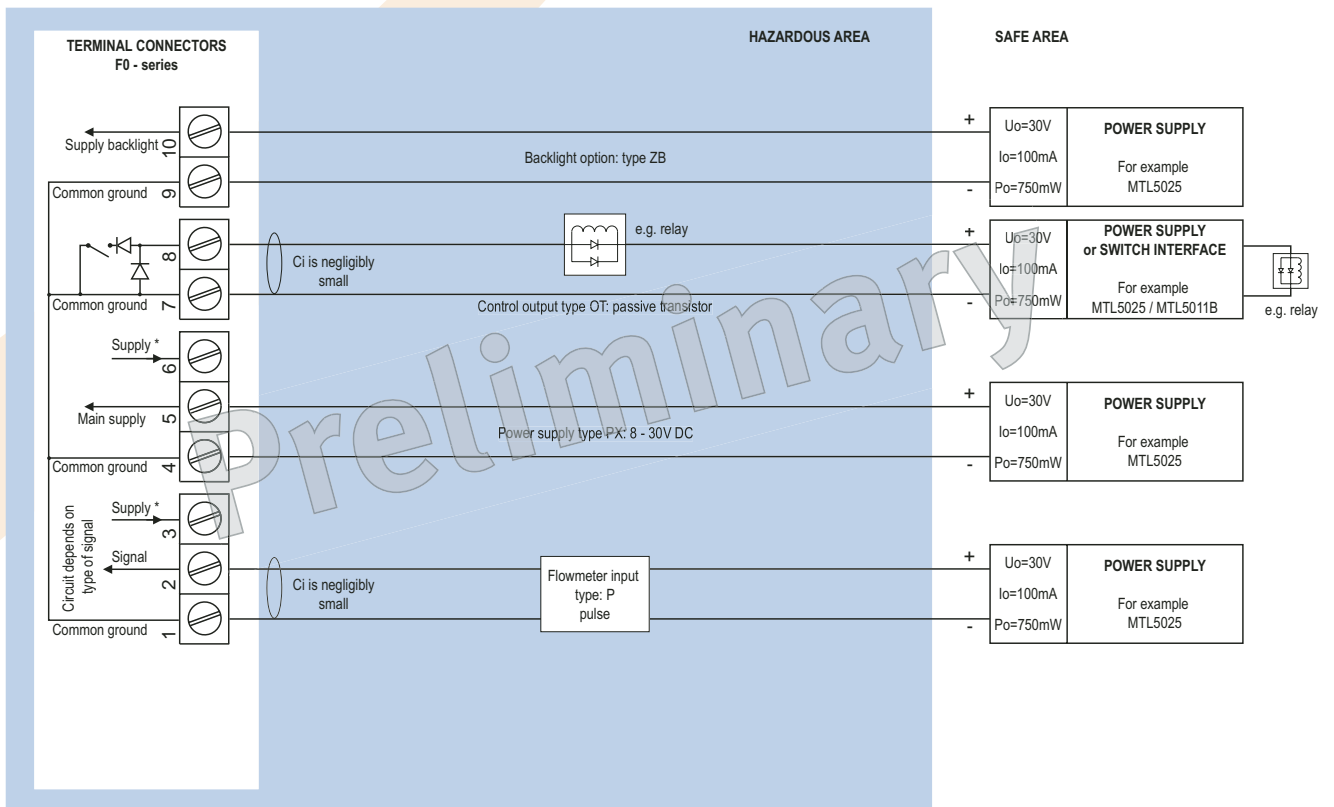 TERMINAL CONNECTORS
F0 - series
HAZARDOUS AREA
SAFE AREA
Supply backlight
10
Common ground
9
Backlight option: type ZB
+
-
Uo=30V
Io=100mA
Po=750mW
POWER SUPPLY
For example
MTL5025
8
Common ground
7
Ci is negligibly
small
e.g. relay
Control output type OT: passive transistor
+
-
Uo=30V
Io=100mA
Po=750mW
POWER SUPPLY
or SWITCH INTERFACE
For example
MTL5025 / MTL5011B
e.g. relay
Supply *
6
Main supply
5
Common ground
4
Power supply type PX: 8 - 30V DC
+
-
Uo=30V
Io=100mA
Po=750mW
POWER SUPPLY
For example
MTL5025
Circuit depends on
type of signal
Supply *
3
Signal
2
Common ground
1
Ci is negligibly
small
Flowmeter input
type: P
pulse
+
-
Uo=30V
Io=100mA
Po=750mW
POWER SUPPLY
For example
MTL5025
Preliminary